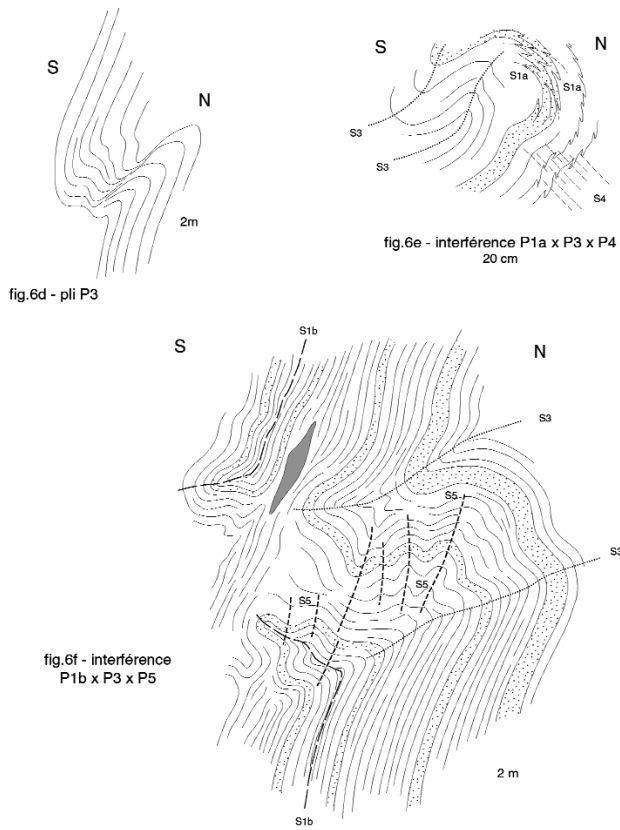 S
N
2m
fig.6d - pli P3
S
N
S1a
S1a
S3
S3
S4
fig.6e - interférence P1a x P3 x P4
20 cm
S1b
S
N
S3
S5
S3
S5
S5
fig.6f - interférence
P1b x P3 x P5
2 m
S1b